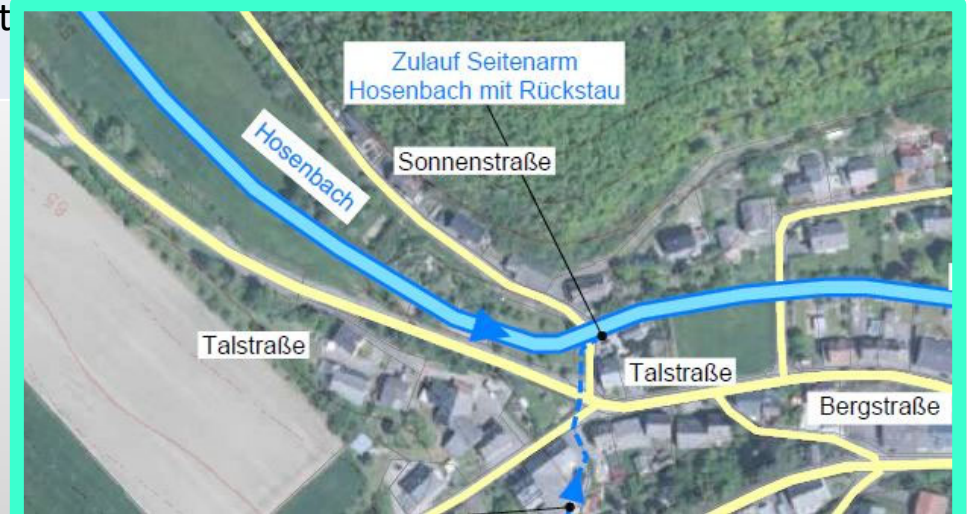 t
Zulauf Seitenarm
Hosenbach mit Rückstau
Hosenbach
Sonnenstraße
Talstraße
Talstraße
Bergstraße